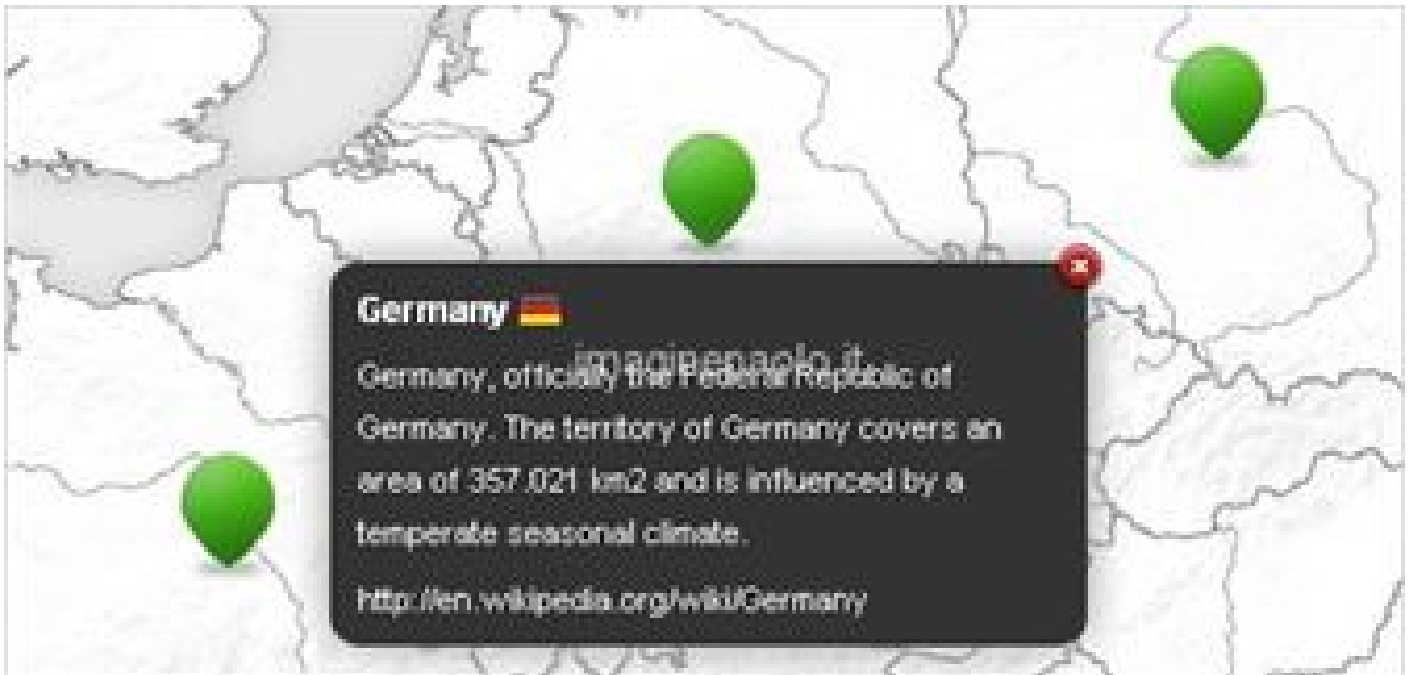 Germany
imaginepaolo.it
Germany, officially the Federal Republic of
Germany. The territory of Germany covers an
area of 357.021 km2 and is influenced by a
temperate seasonal climate.
http://en.wikipedia.org/wiki/Germany